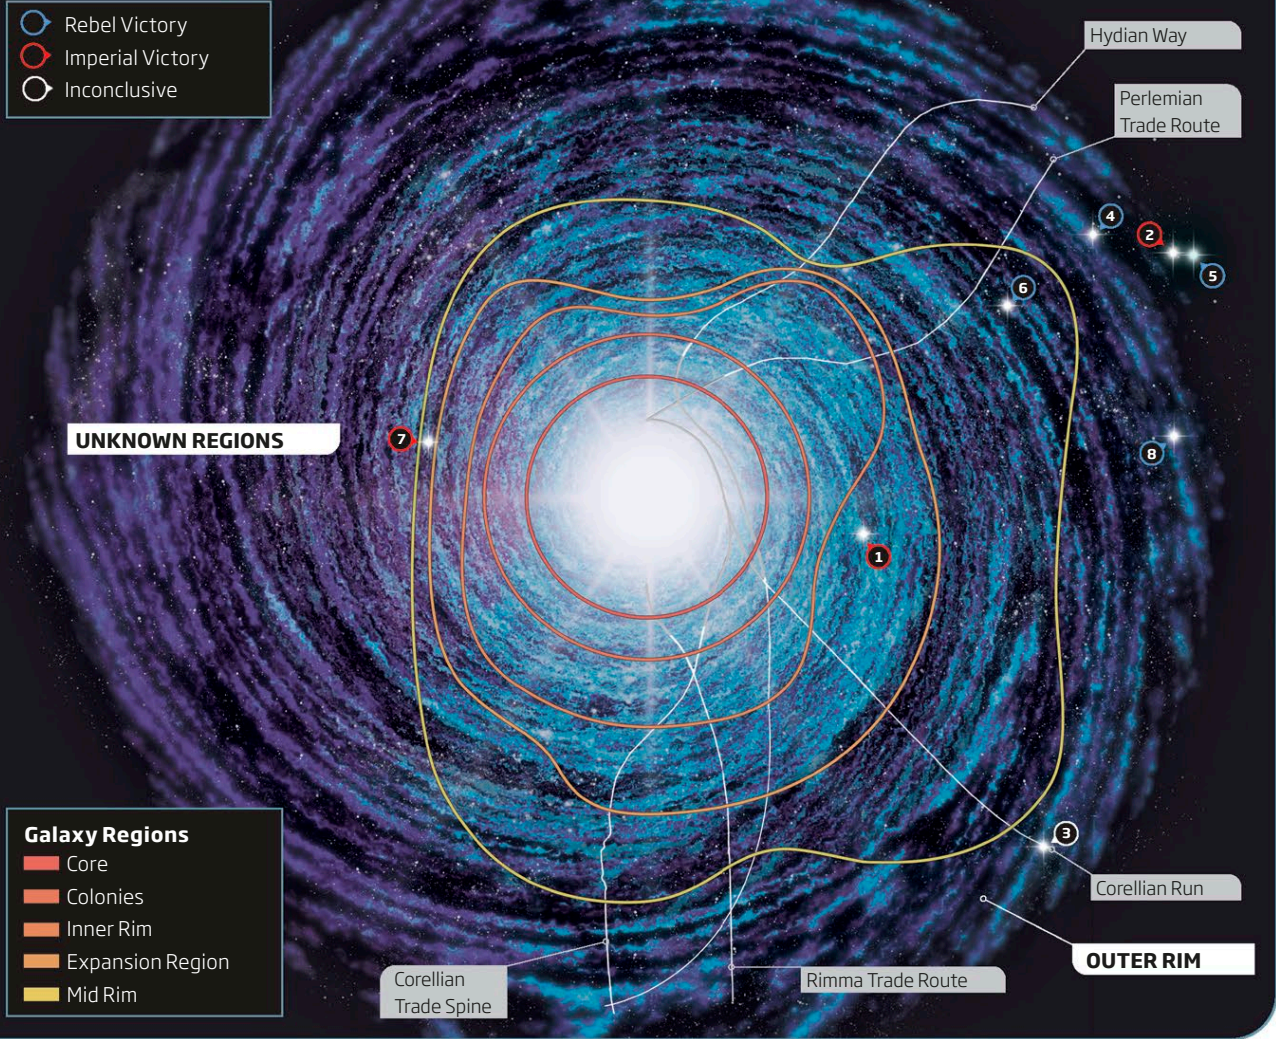 Rebel Victory
Imperial Victory
Inconclusive
Hydian Way
Perlemian
Trade Route
4
2
5
6
UNKNOWN REGIONS
7
8
1
3
Galaxy Regions
Core
Colonies
Inner Rim
Expansion Region
Mid Rim
Corellian Run
OUTER RIM
Corellian
Trade Spine
Rimma Trade Route